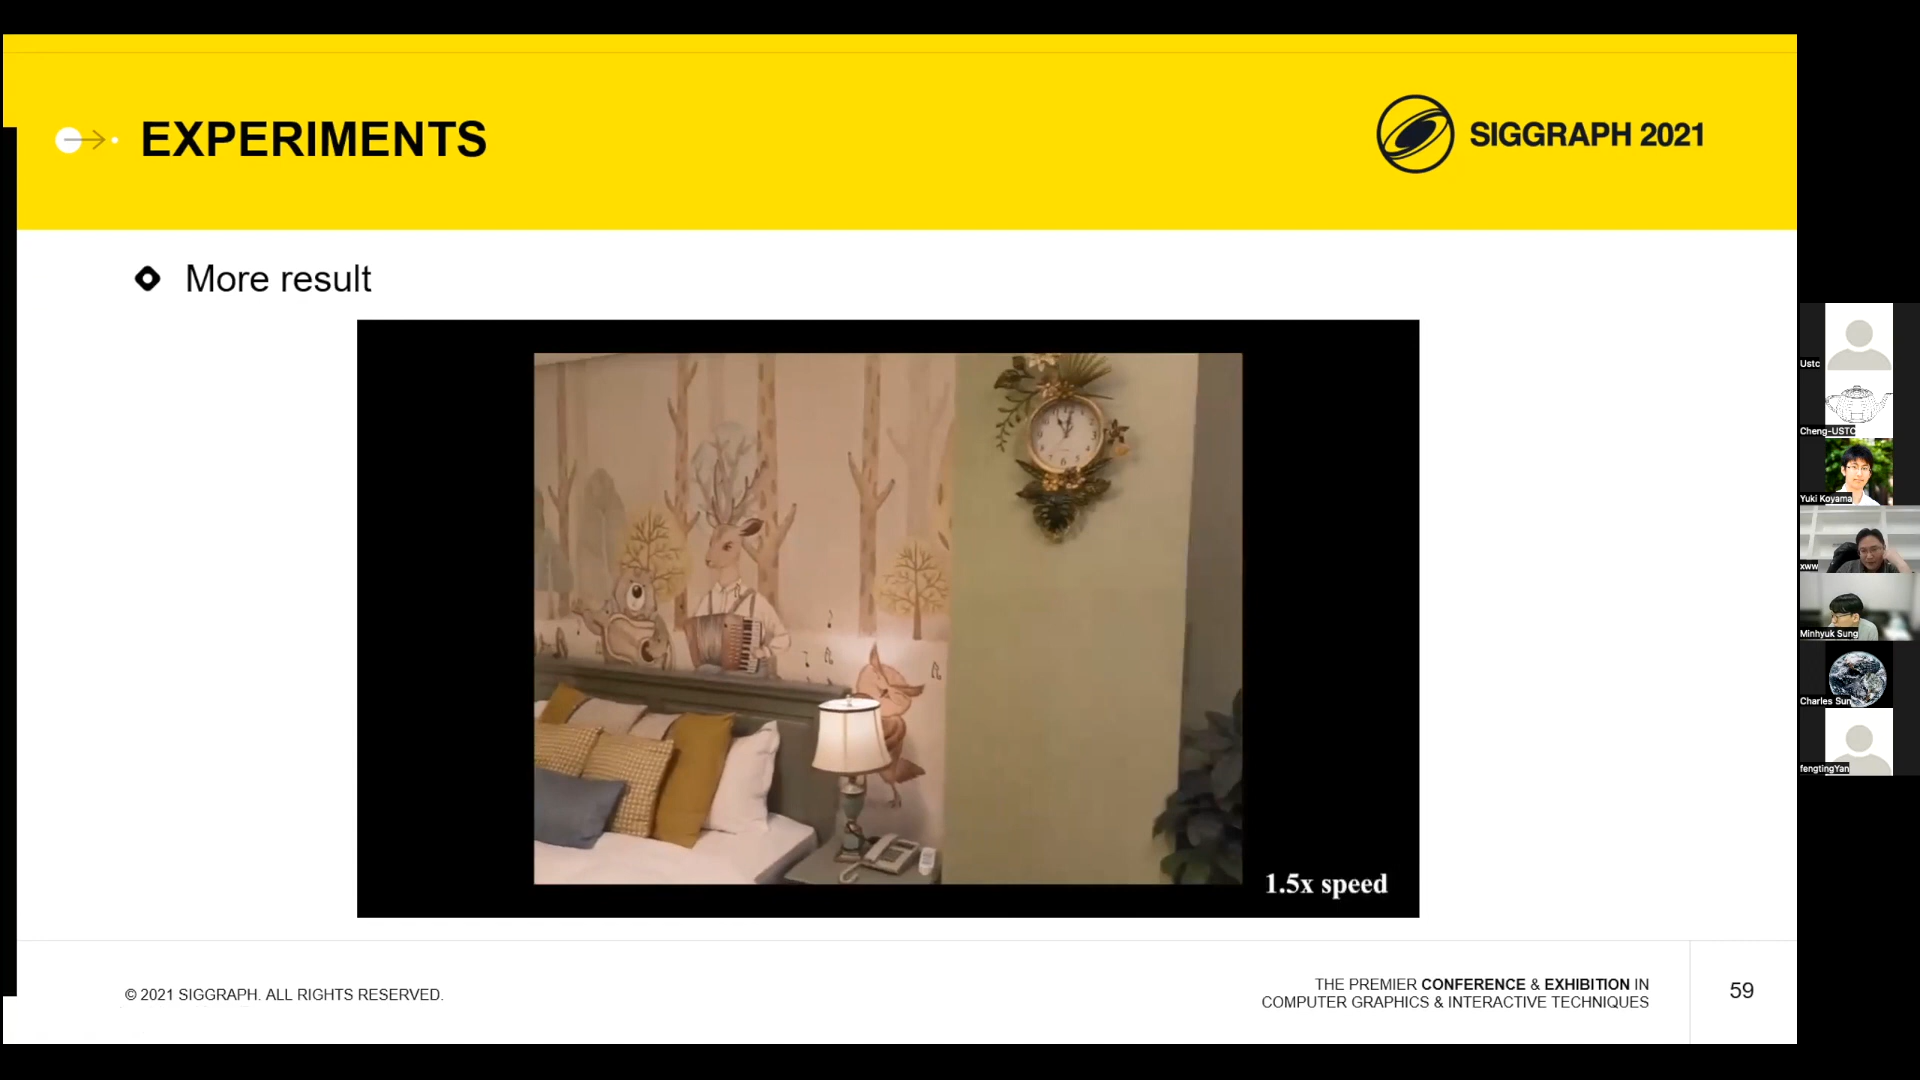 EXPERIMENTS
SIGGRAPH 2021
More result
1.5x speed
Ustc
Cheng-USTC
Yuki Koyama
xww
Minhyuk Sung
Charles Sun
fengtingYan
© 2021 SIGGRAPH. ALL RIGHTS RESERVED.
THE PREMIER CONFERENCE & EXHIBITION IN
COMPUTER GRAPHICS & INTERACTIVE TECHNIQUES
59